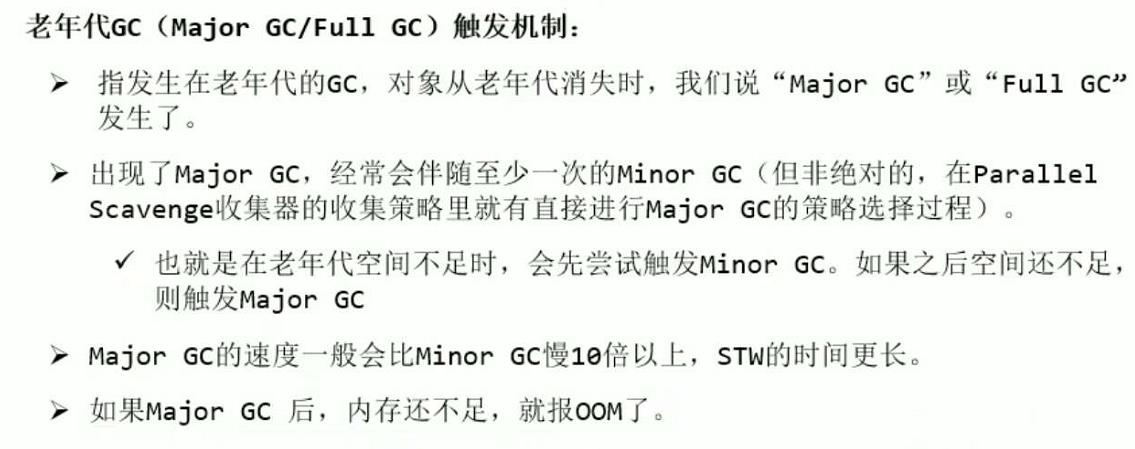 老年代GC（Major GC/Full GC）触发机制：
➢ 指发生在老年代的GC，对象从老年代消失时，我们说“Major GC”或“Full GC”
发生了。
➢ 出现了Major GC，经常会伴随至少一次的Minor GC（但非绝对的，在Parallel
Scavenge收集器的收集策略里就有直接进行Major GC的策略选择过程）。
✓ 也就是在老年代空间不足时，会先尝试触发Minor GC。如果之后空间还不足，
则触发Major GC
➢ Major GC的速度一般会比Minor GC慢10倍以上，STW的时间更长。
➢ 如果Major GC 后，内存还不足，就报OOM了。